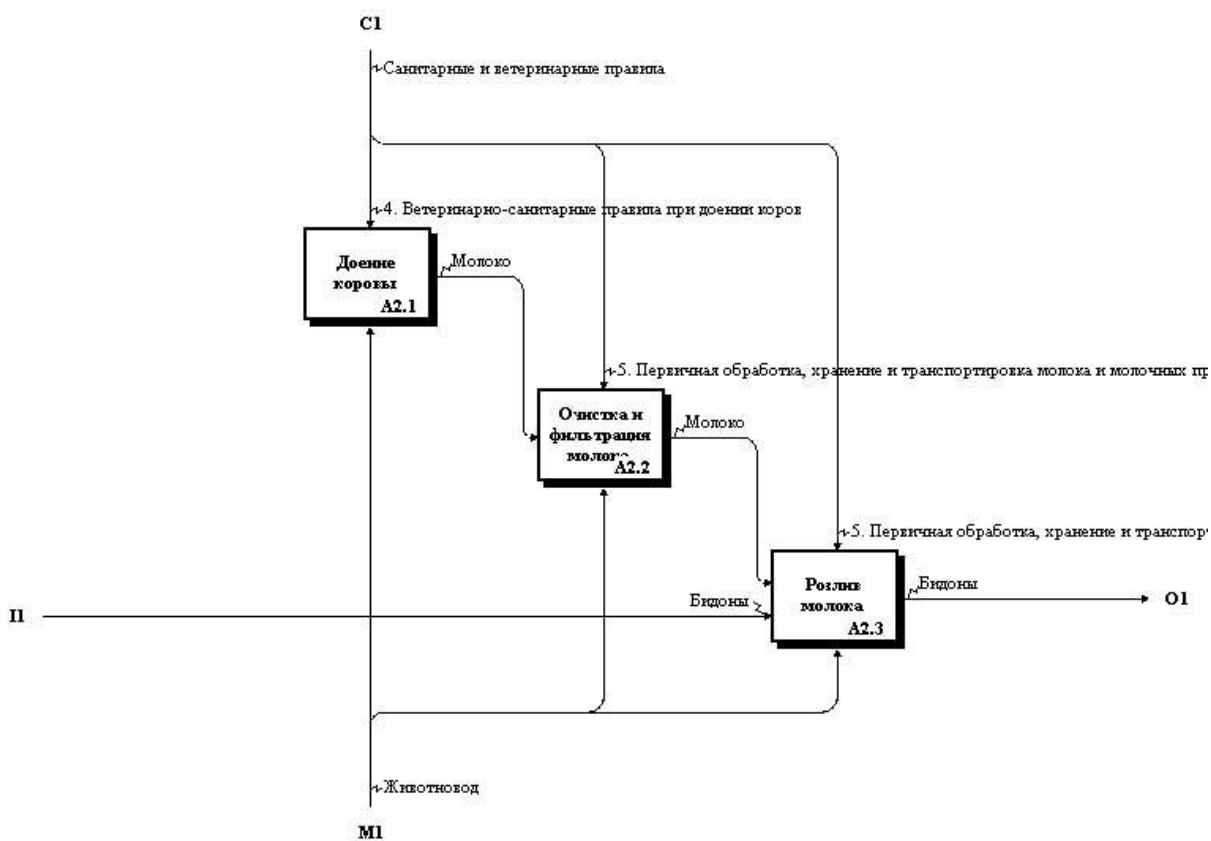 C1
Санитарные и ветеринарные правила
4. Ветеринарно-санитарные правила при доении коров
Доение
коровы
A2.1
Молоко
5. Первичная обработка, хранение и транспортировка молока и молочных пр
Очистка и
фильтрация
молока
A2.2
Молоко
5. Первичная обработка, хранение и транспорт
Розлив
молока
A2.3
Бидоны
Бидоны
I1
O1
Животновод
M1